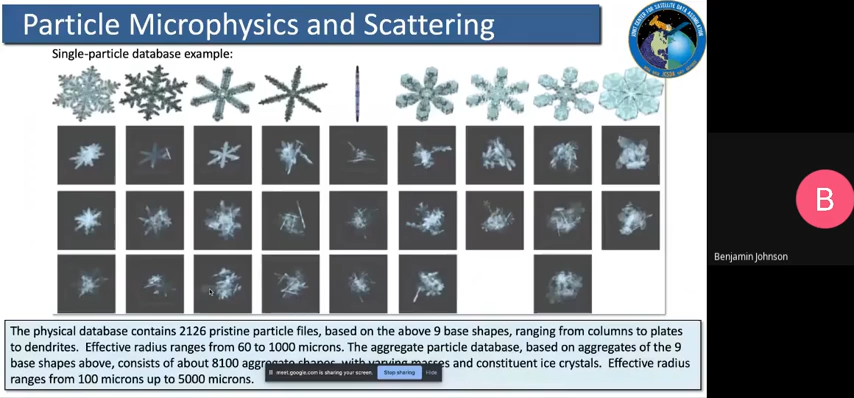 Particle Microphysics and Scattering
Single-particle database example:
B
Benjamin Johnson
The physical database contains 2126 pristine particle files, based on the above 9 base shapes, ranging from columns to plates
to dendrites. Effective radius ranges from 60 to 1000 microns. The aggregate particle database, based on aggregates of the 9
base shapes above, consists of about 8100 aggregate shapes, with varying masses and constituent ice crystals. Effective radius
ranges from 100 microns up to 5000 microns.
meet.google.com is sharing your screen.
Stop sharing
Hide